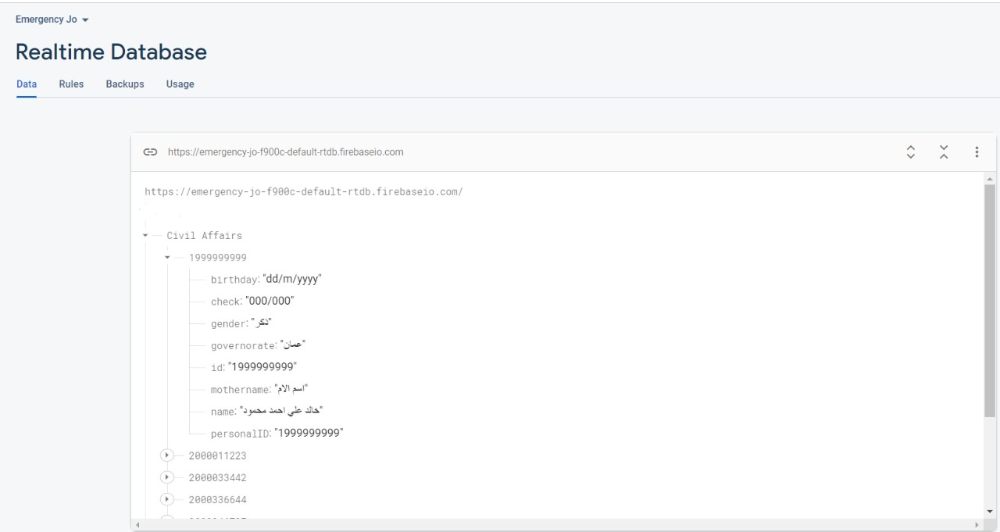 Emergency Jo
Realtime Database
Data Rules Backups Usage
https://emergency-jo-f900c-default-rtdb.firebaseio.com
https://emergency-jo-f900c-default-rtdb.firebaseio.com/
Civil Affairs
1999999999
birthday: "dd/m/yyyy"
check: "000/000"
gender: "ذكر"
governorate: "عمان"
id: "1999999999"
mothername: "اسم الام"
name: "خالد علي احمد محمود"
personalID: "1999999999"
2000011223
2000033442
2000336644